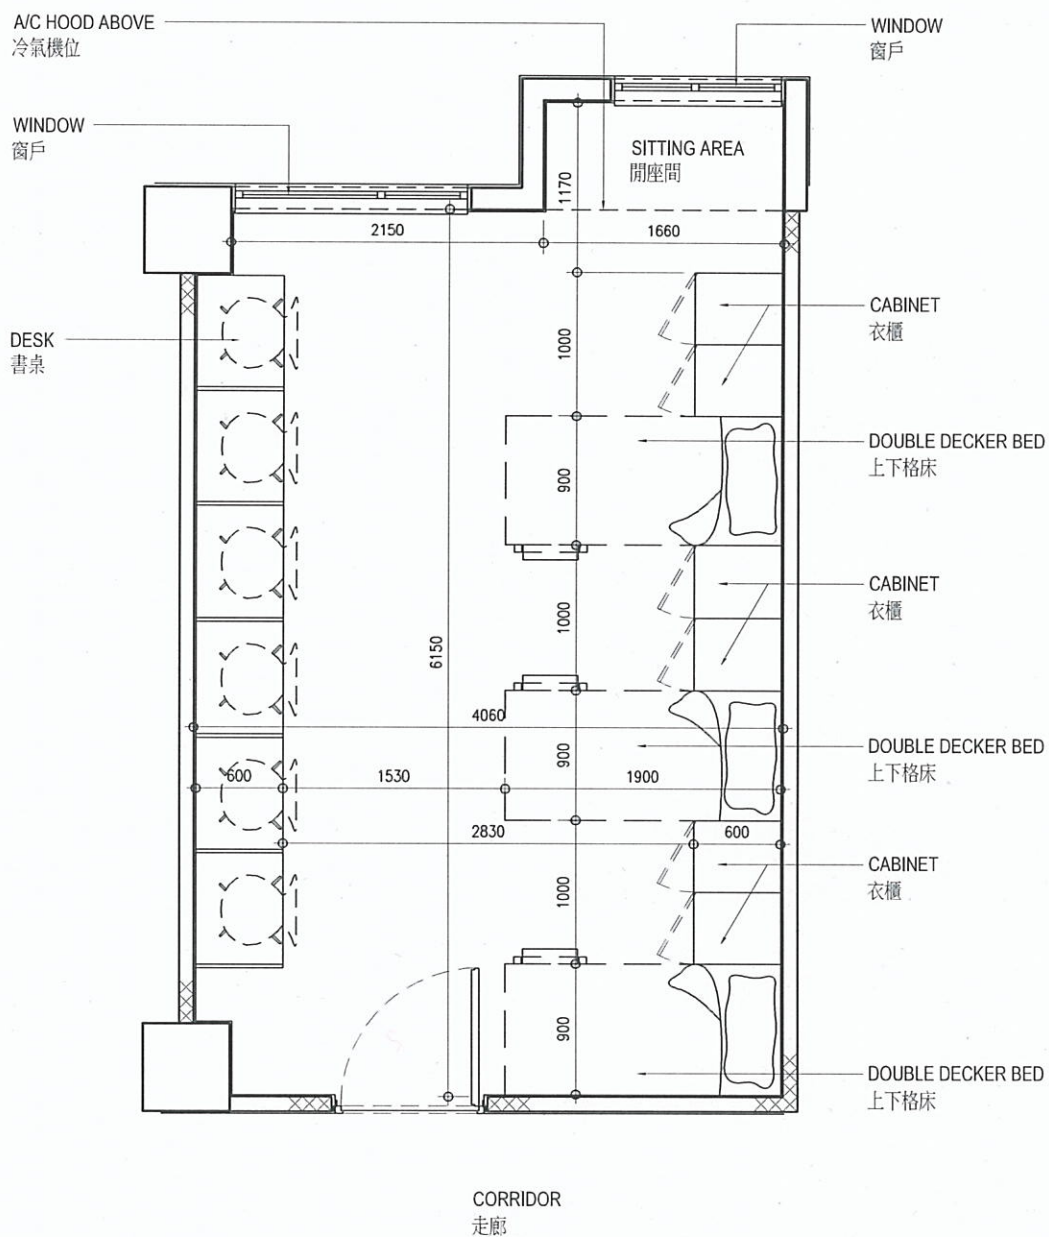 A/C HOOD ABOVE
冷氣機位
WINDOW
窗戶
WINDOW
窗戶
SITTING AREA
閒座間
1170
2150
1660
CABINET
衣櫃
DESK
書桌
1000
DOUBLE DECKER BED
上下格床
900
CABINET
衣櫃
1000
6150
4060
DOUBLE DECKER BED
上下格床
900
600
1530
1900
2830
600
CABINET
衣櫃
1000
900
DOUBLE DECKER BED
上下格床
CORRIDOR
走廊